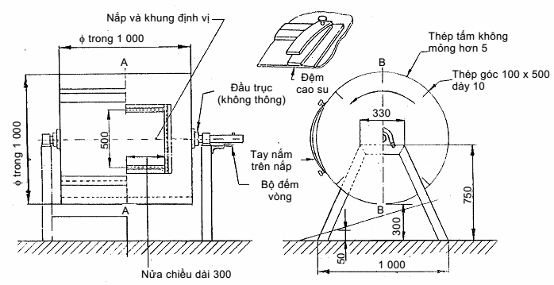 Nắp và khung định vị
ϕ trong 1 000
A
Đầu trục
(không thông)
ϕ trong 1 000
500
Tay nắm
trên nắp
Bộ đếm
vòng
A
Nửa chiều dài 300
Đệm
cao su
B
Thép tấm không
mỏng hơn 5
Thép góc 100 x 500
dày 10
330
B
750
300
50
1 000